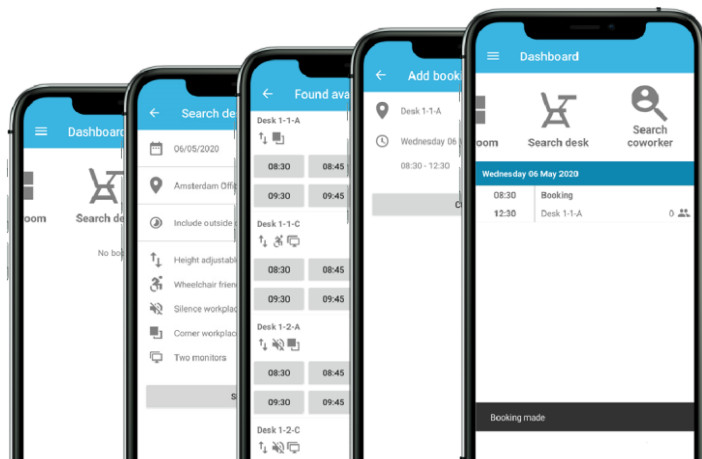 Dashboard
room
Search de
No boo
Search de
06/05/2020
Amsterdam Offi
Include outside
Height adjustabl
Wheelchair frien
Silence workplac
Corner workplac
Two monitors
S
Found ava
Desk 1-1-A
08:30 08:45
09:30 09:45
Desk 1-1-C
08:30 08:45
09:30 09:45
Desk 1-2-A
08:30 08:45
09:30 09:45
Desk 1-2-C
Add booki
Desk 1-1-A
Wednesday 06
08:30 - 12:30
Dashboard
oom
Search desk
Search
coworker
Wednesday 06 May 2020
08:30 Booking
12:30 Desk 1-1-A 0
Booking made